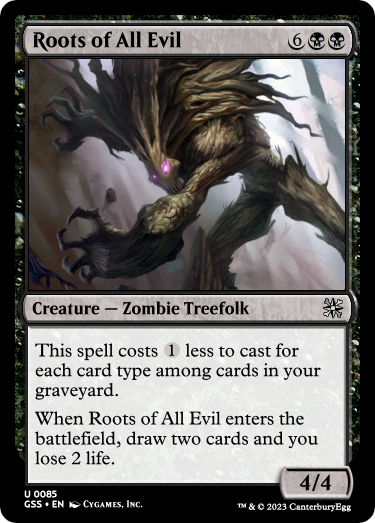 Roots of All Evil 6
Creature — Zombie Treefolk
This spell costs 1 less to cast for
each card type among cards in your
graveyard.
When Roots of All Evil enters the
battlefield, draw two cards and you
lose 2 life.
4/4
U 0085
GSS • EN Cygames, Inc.
™ & © 2023 CanterburyEgg